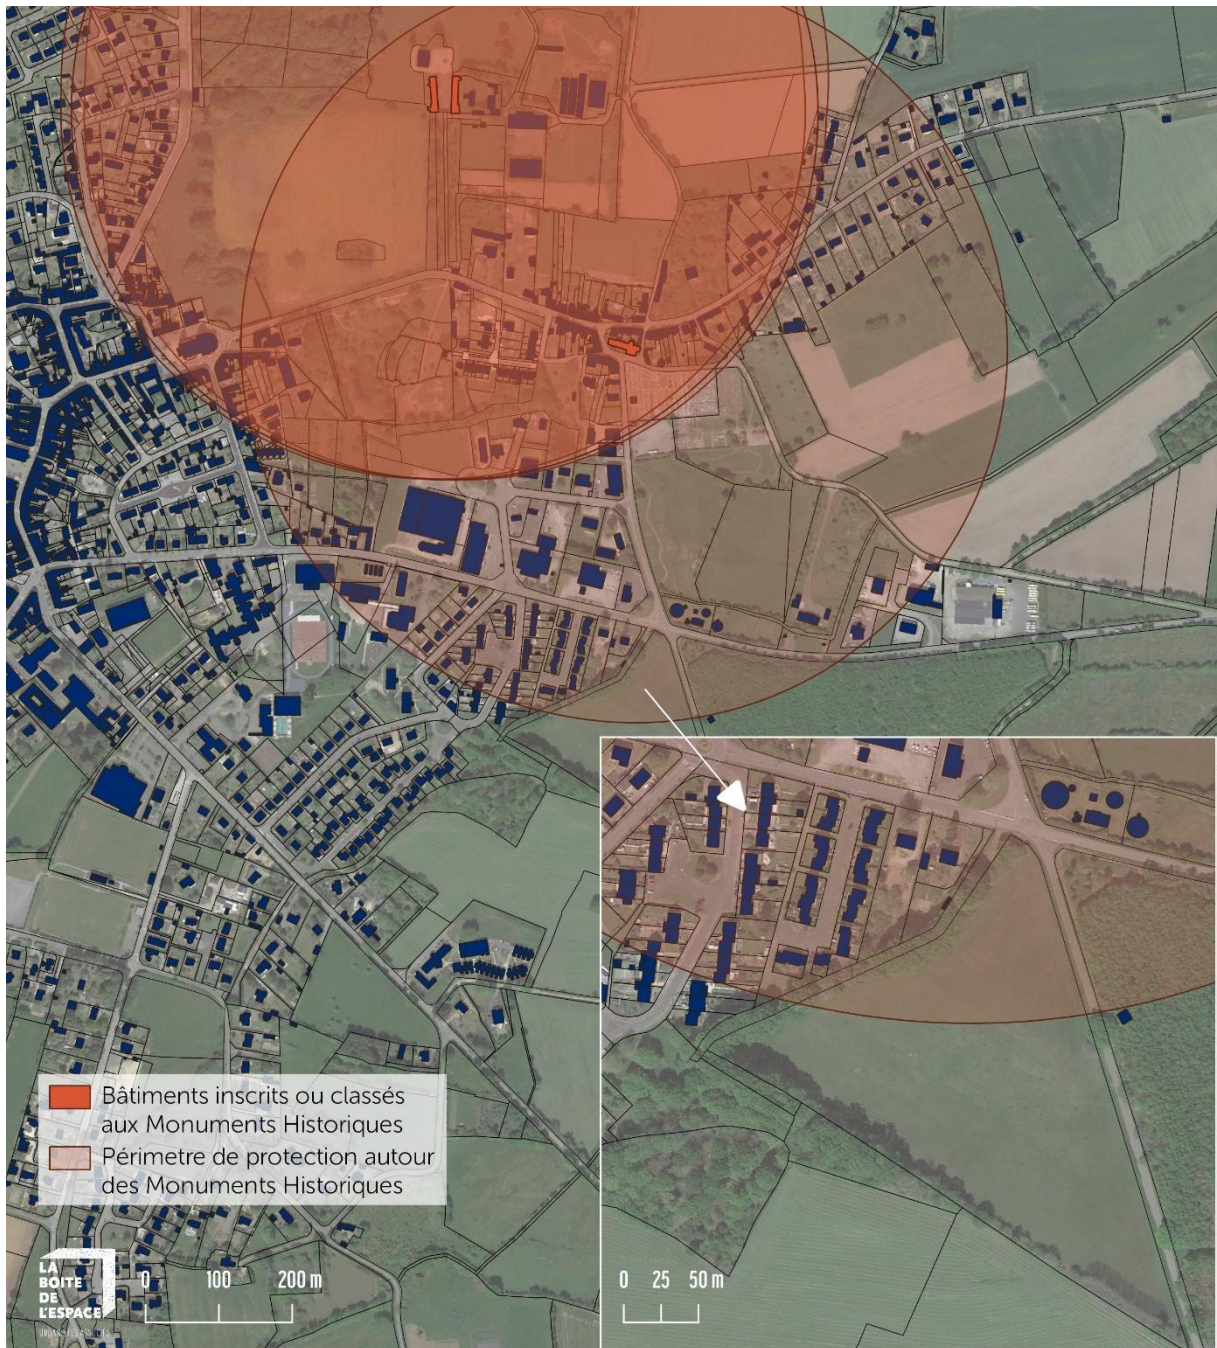 Bâtiments inscrits ou classés
aux Monuments Historiques
Périmetre de protection autour
des Monuments Historiques
LA
BOITE
DE
L'ESPACE
0 100 200 m
0 25 50 m